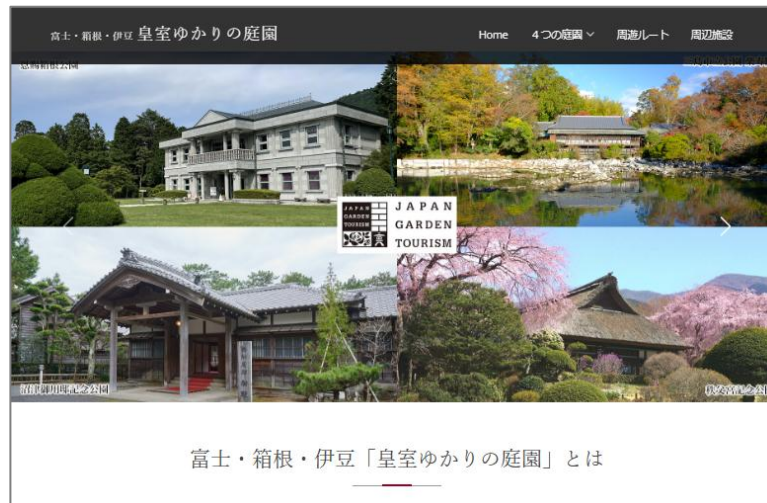 富士・箱根・伊豆 皇室ゆかりの庭園
Home
4つの庭園
周遊ルート
周辺施設
恩賜箱根公園
JAPAN
GARDEN
TOURISM
JAPAN
GARDEN
TOURISM
沼津御用邸記念公園
秩父宮記念公園
富士・箱根・伊豆「皇室ゆかりの庭園」とは